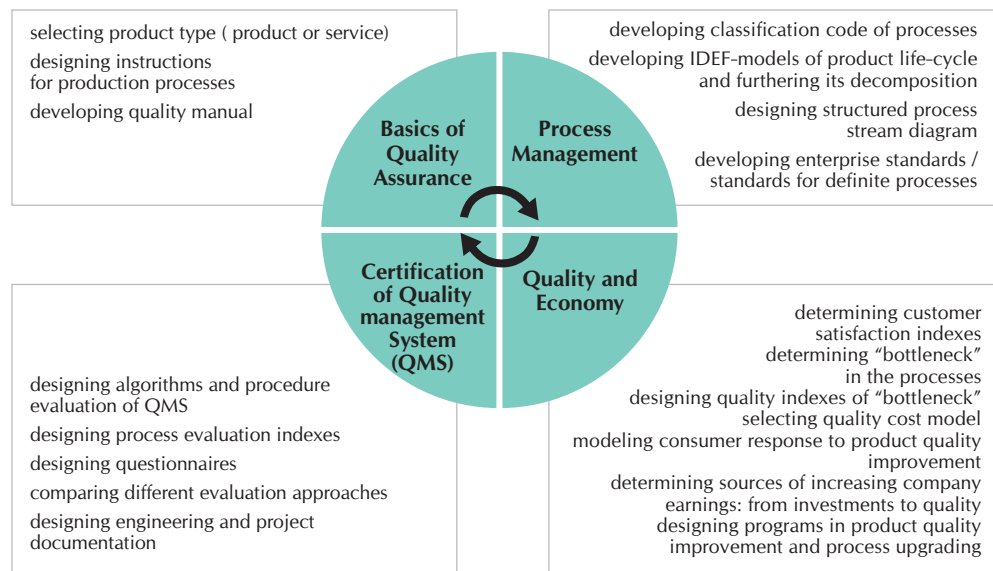 selecting product type ( product or service)
designing instructions
for production processes
developing quality manual
Basics of
Quality
Assurance
Process
Management
developing classification code of processes
developing IDEF-models of product life-cycle
and furthering its decomposition
designing structured process
stream diagram
developing enterprise standards /
standards for definite processes
Certification
of Quality
management
System
(QMS)
designing algorithms and procedure
evaluation of QMS
designing process evaluation indexes
designing questionnaires
comparing different evaluation approaches
designing engineering and project
documentation
Quality and
Economy
determining customer
satisfaction indexes
determining “bottleneck”
in the processes
designing quality indexes of “bottleneck”
selecting quality cost model
modeling consumer response to product quality
improvement
determining sources of increasing company
earnings: from investments to quality
designing programs in product quality
improvement and process upgrading